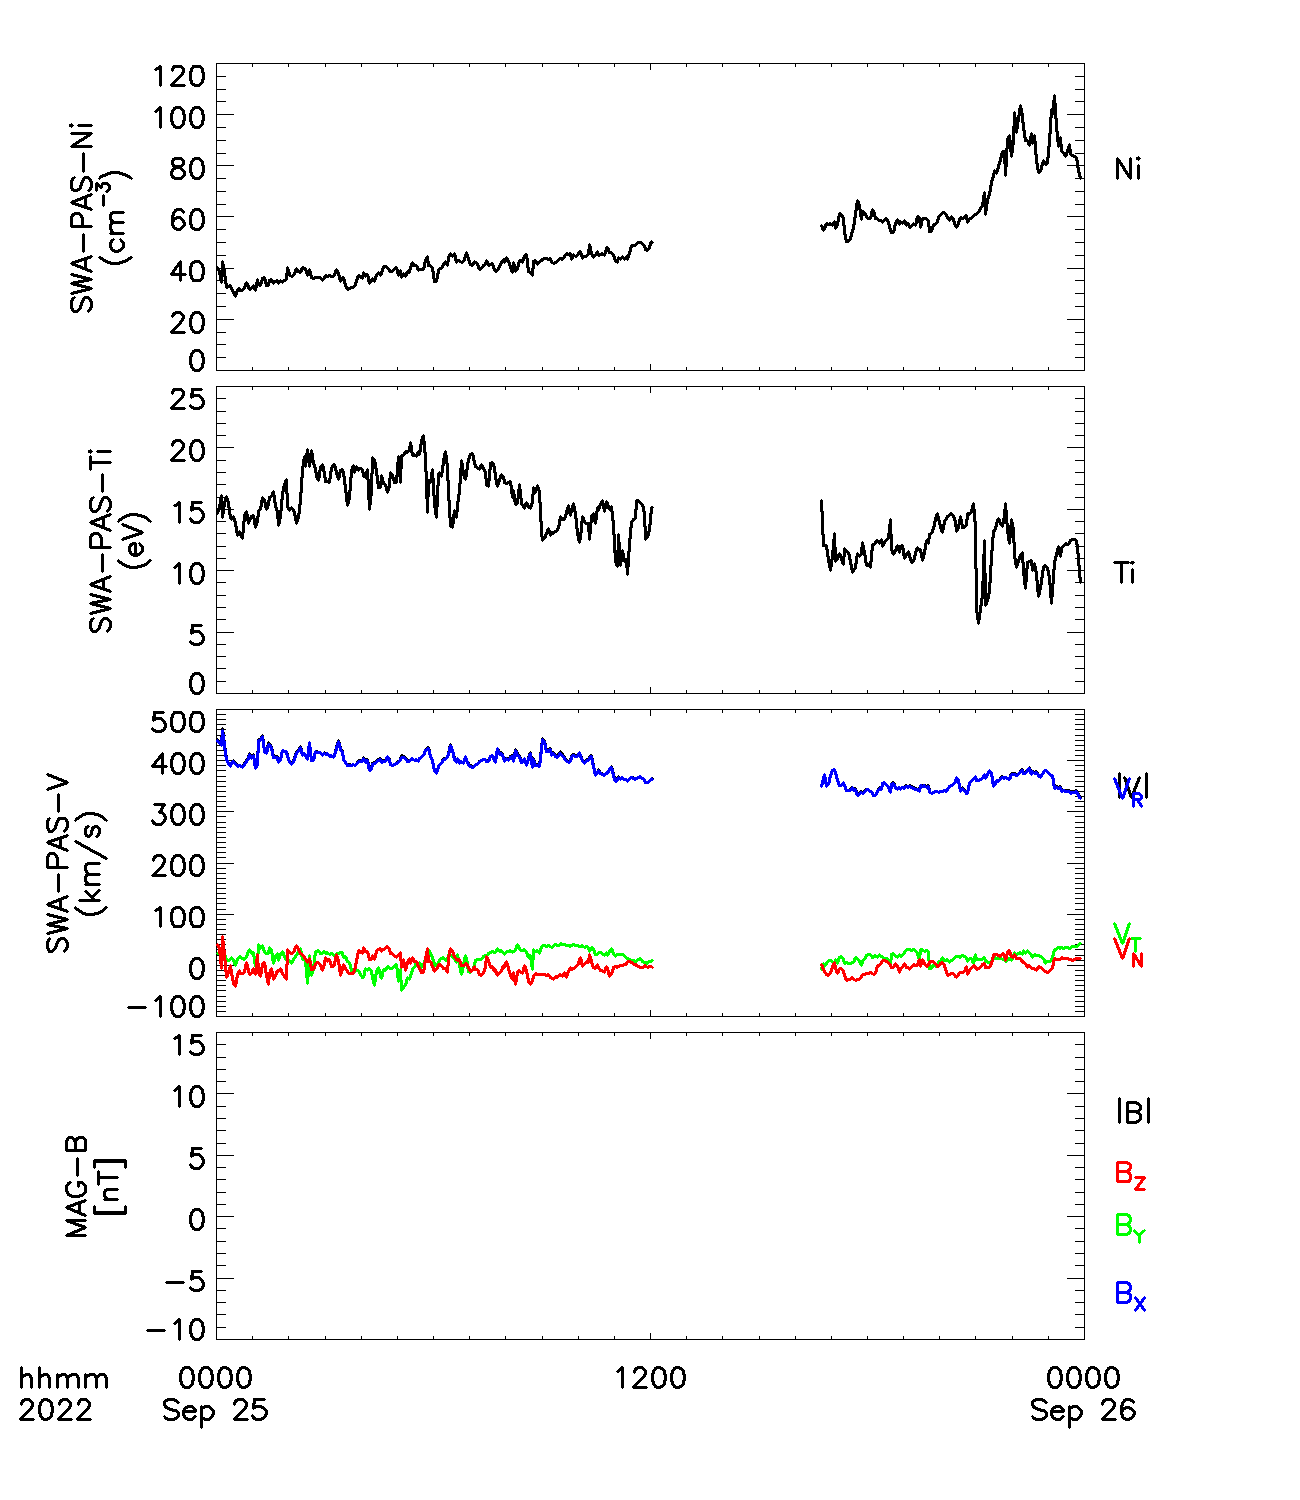 SWA-PAS-Ni
(cm⁻³)
120
100
80
60
40
20
0
Ni
SWA-PAS-Ti
(eV)
25
20
15
10
5
0
Ti
SWA-PAS-V
(km/s)
500
400
300
200
100
0
-100
|V|
V_R
V_T
V_N
MAG-B
[nT]
15
10
5
0
-5
-10
|B|
B_Z
B_Y
B_X
hhmm 0000 1200 0000
2022 Sep 25 Sep 26